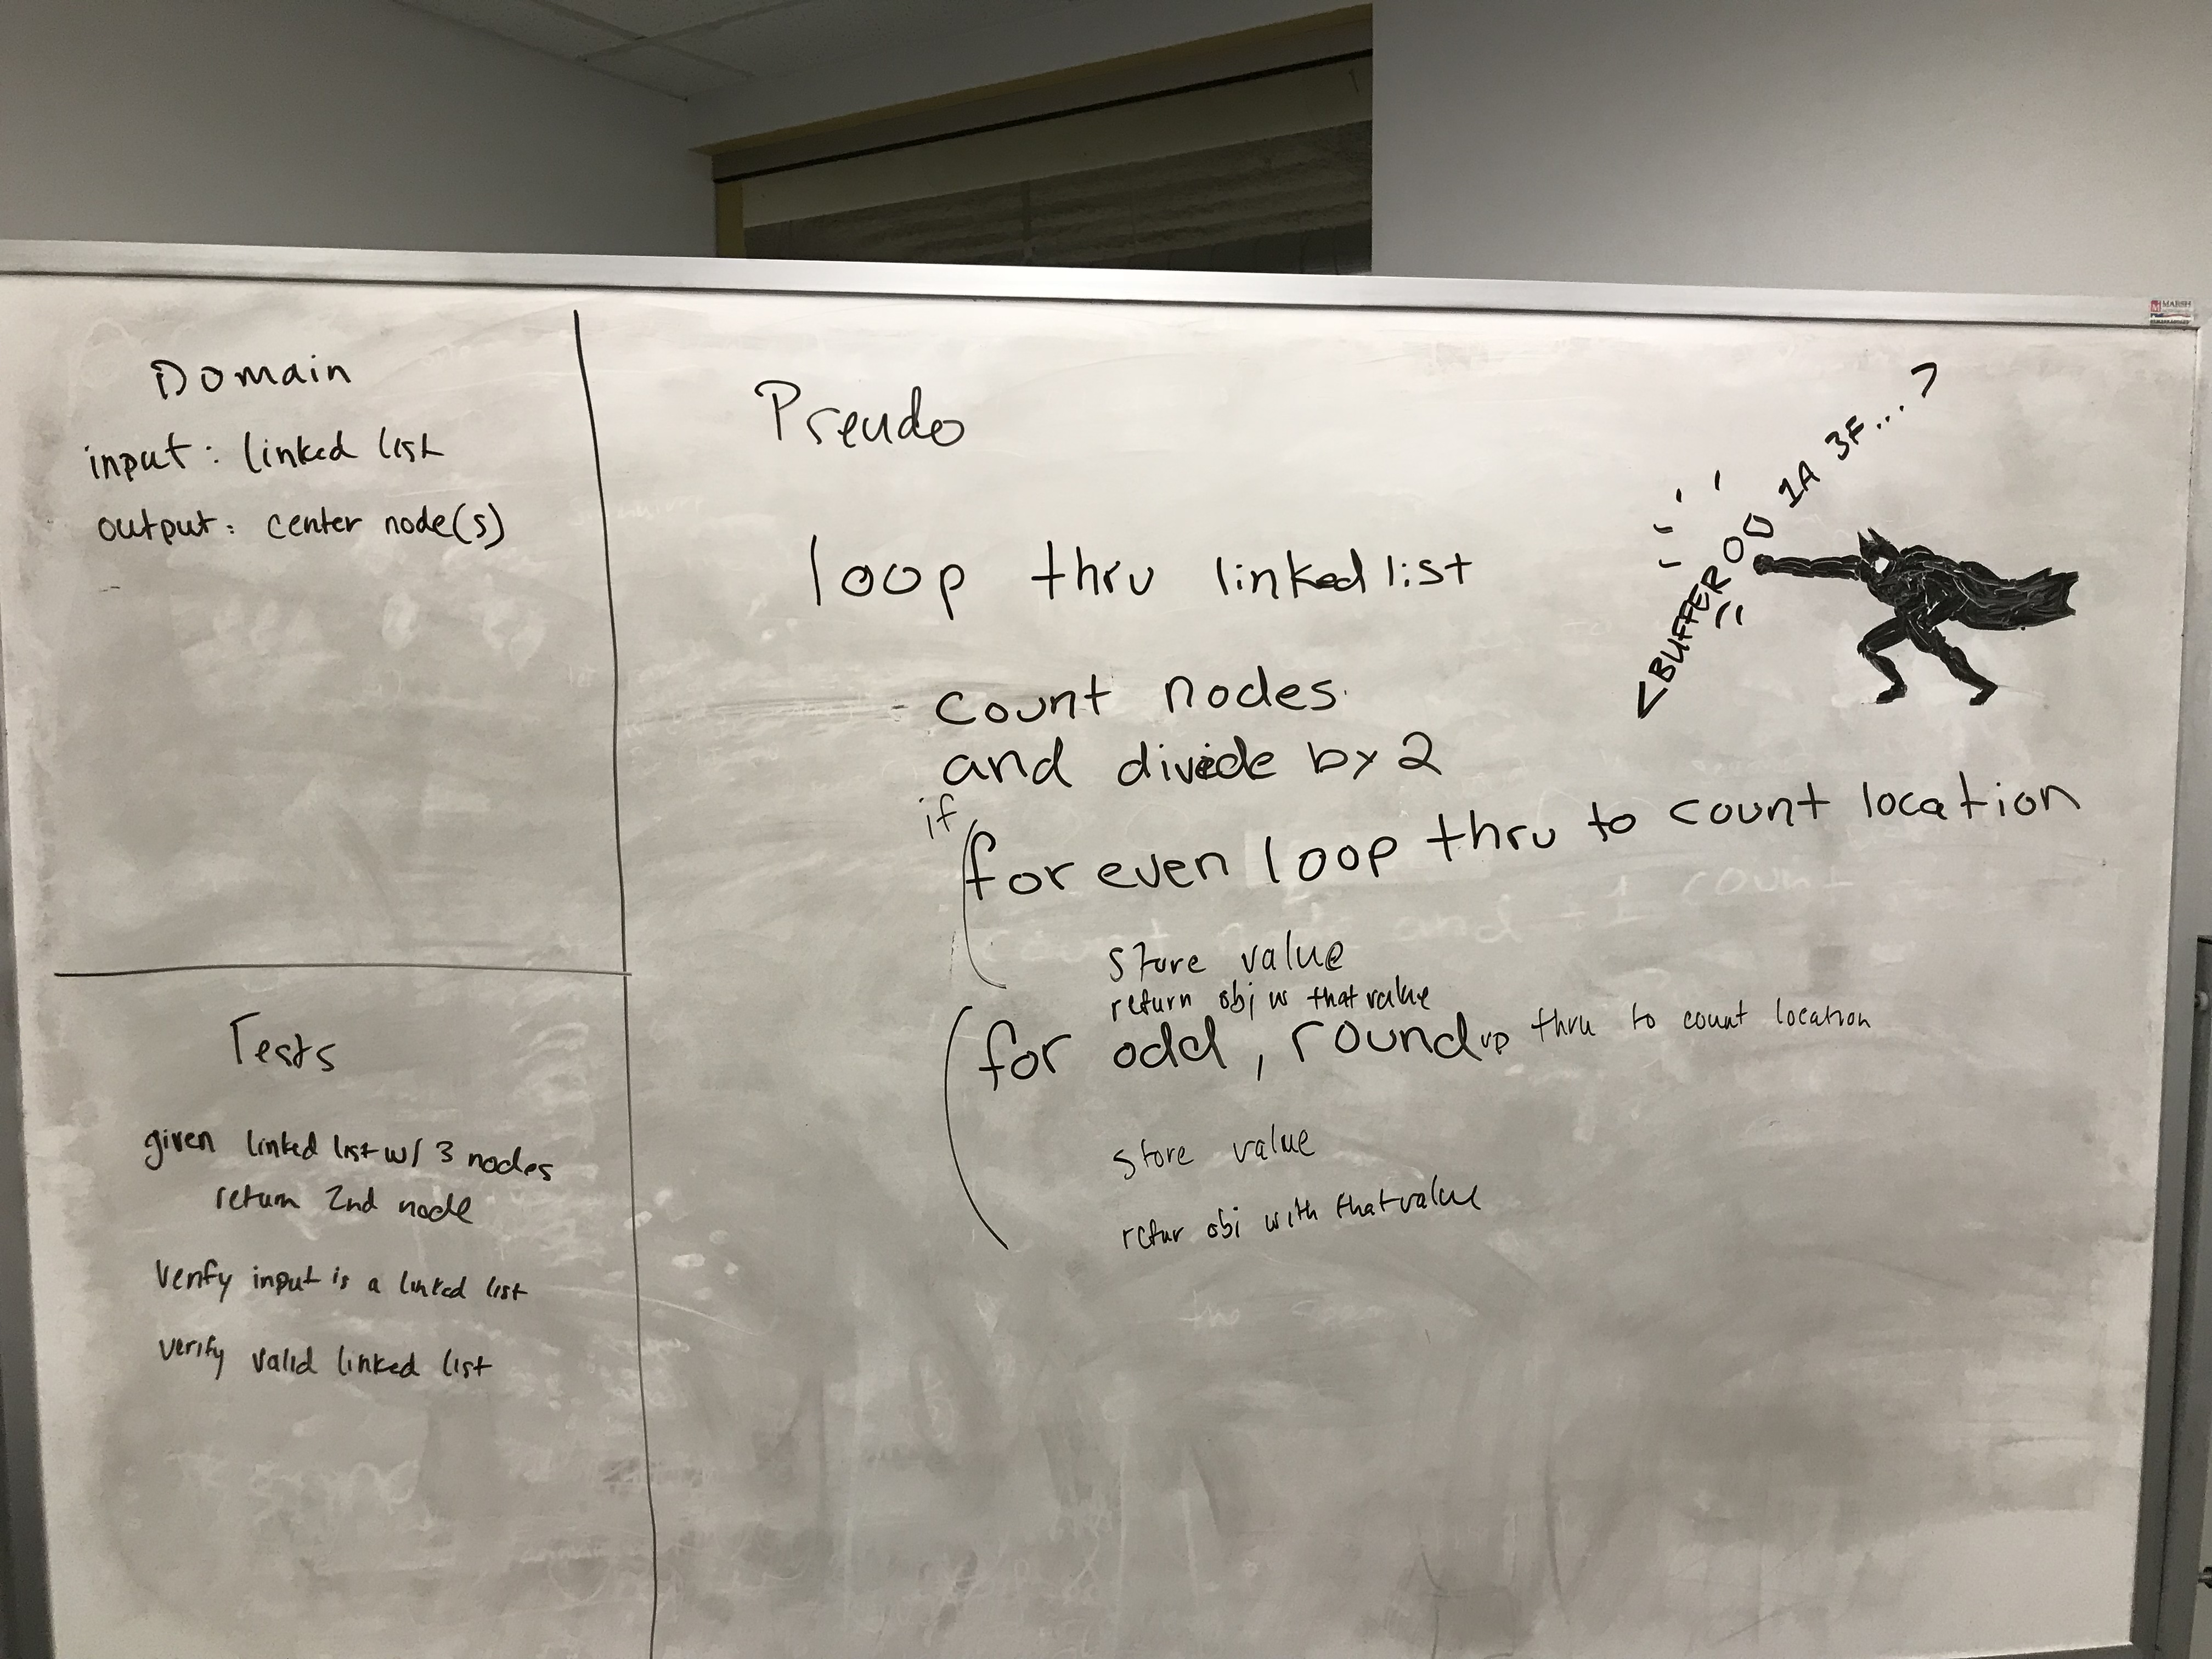 Domain
input: linked list
output: center node(s)
Tests
given linked list w/ 3 nodes
return 2nd node
Verify input is a linked list
verify valid linked list
Pseudo
loop thru linked list
count nodes
and divide by 2
if
for even loop thru to count location
store value
return obj w that value
for odd, round up thru to count location
store value
retur obj with that value
<BUFFER 00 1A 3F...>
MARSH